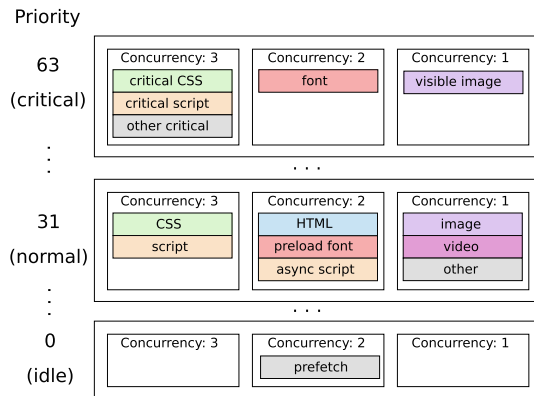 Priority
63
(critical)
Concurrency: 3
critical CSS
critical script
other critical
Concurrency: 2
font
Concurrency: 1
visible image
. . .
. . .
31
(normal)
Concurrency: 3
CSS
script
Concurrency: 2
HTML
preload font
async script
Concurrency: 1
image
video
other
. . .
. . .
0
(idle)
Concurrency: 3
Concurrency: 2
prefetch
Concurrency: 1